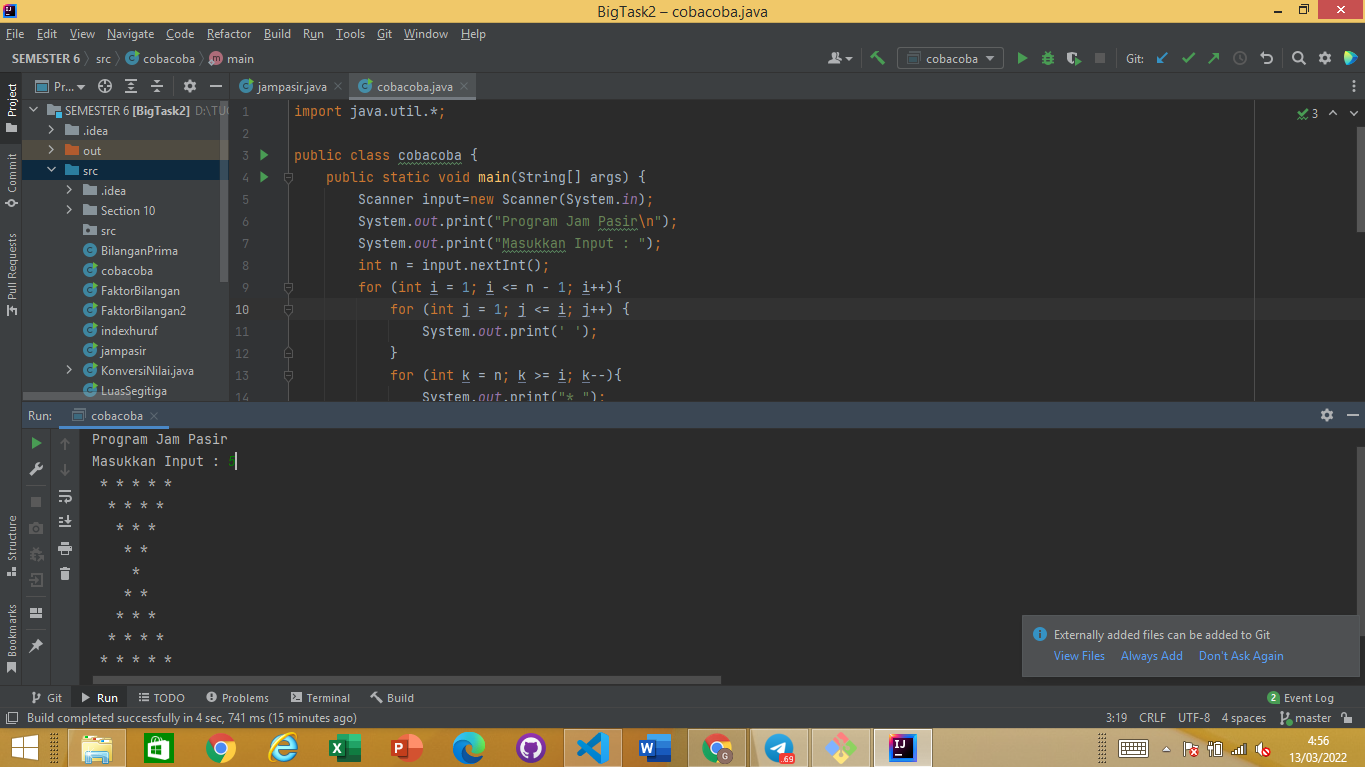 BigTask2 – cobacoba.java
File Edit View Navigate Code Refactor Build Run Tools Git Window Help
SEMESTER 6 src cobacoba main
cobacoba
Git:
Project
Commit
Pull Requests
Structure
Bookmarks
Pr...
SEMESTER 6 [BigTask2] D:\TUG
.idea
out
src
.idea
Section 10
src
BilanganPrima
cobacoba
FaktorBilangan
FaktorBilangan2
indexhuruf
jampasir
KonversiNilai.java
LuasSegitiga
jampasir.java cobacoba.java
3
1 import java.util.*;
2
3 public class cobacoba {
4 public static void main(String[] args) {
5 Scanner input=new Scanner(System.in);
6 System.out.print("Program Jam Pasir\n");
7 System.out.print("Masukkan Input : ");
8 int n = input.nextInt();
9 for (int i = 1; i <= n - 1; i++){
10 for (int j = 1; j <= i; j++) {
11 System.out.print(' ');
12 }
13 for (int k = n; k >= i; k--){
14 System.out.print("* ");
Run: cobacoba
Program Jam Pasir
Masukkan Input : 5
* * * * *
* * * *
* * *
* *
*
* *
* * *
* * * *
* * * * *
Externally added files can be added to Git
View Files Always Add Don't Ask Again
Git Run TODO Problems Terminal Build
2 Event Log
Build completed successfully in 4 sec, 741 ms (15 minutes ago)
3:19 CRLF UTF-8 4 spaces master
X
P
W
G
.69
IJ
4:56
13/03/2022